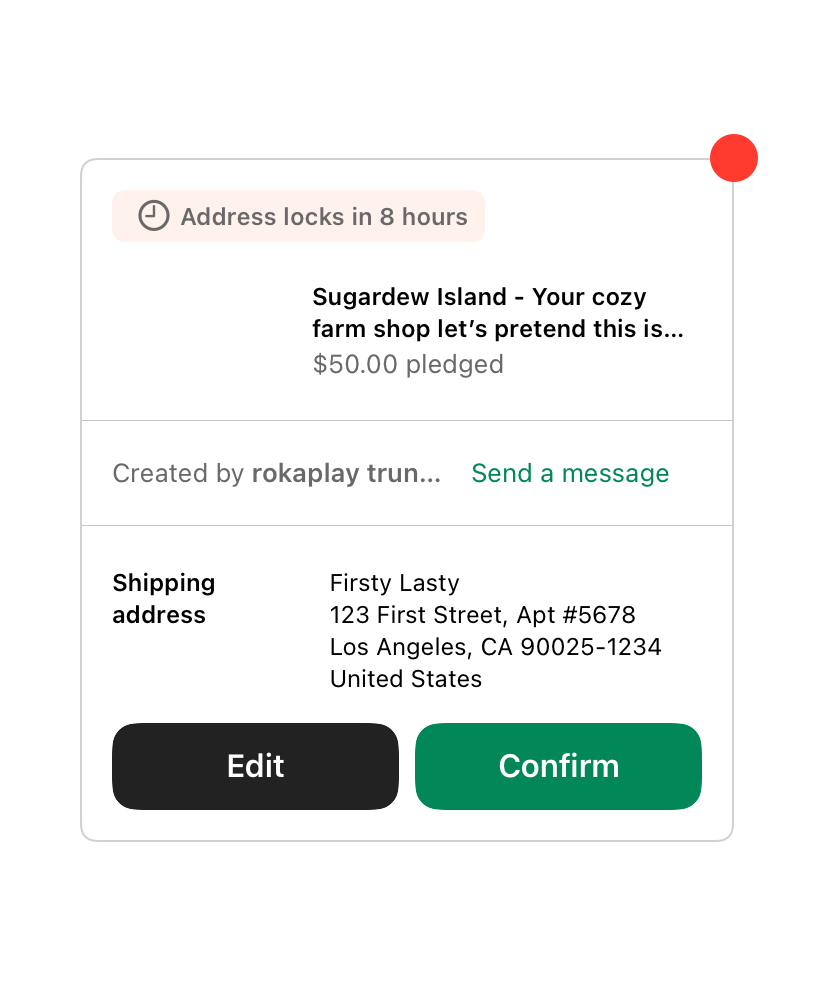 Address locks in 8 hours
Sugardew Island - Your cozy
farm shop let’s pretend this is...
$50.00 pledged
Created by rokaplay trun... Send a message
Shipping
address
Firsty Lasty
123 First Street, Apt #5678
Los Angeles, CA 90025-1234
United States
Edit
Confirm